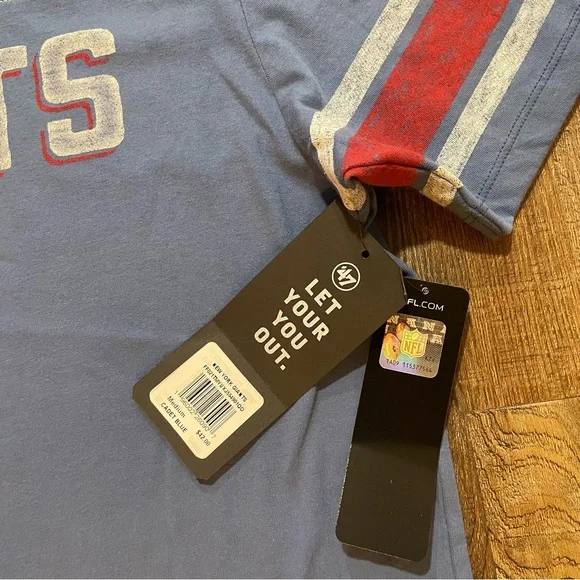 TS
'47
LET
YOUR
YOU
OUT.
NEW YORK GIANTS
Medium
CADET BLUE
$42.00
FL.COM
NFL